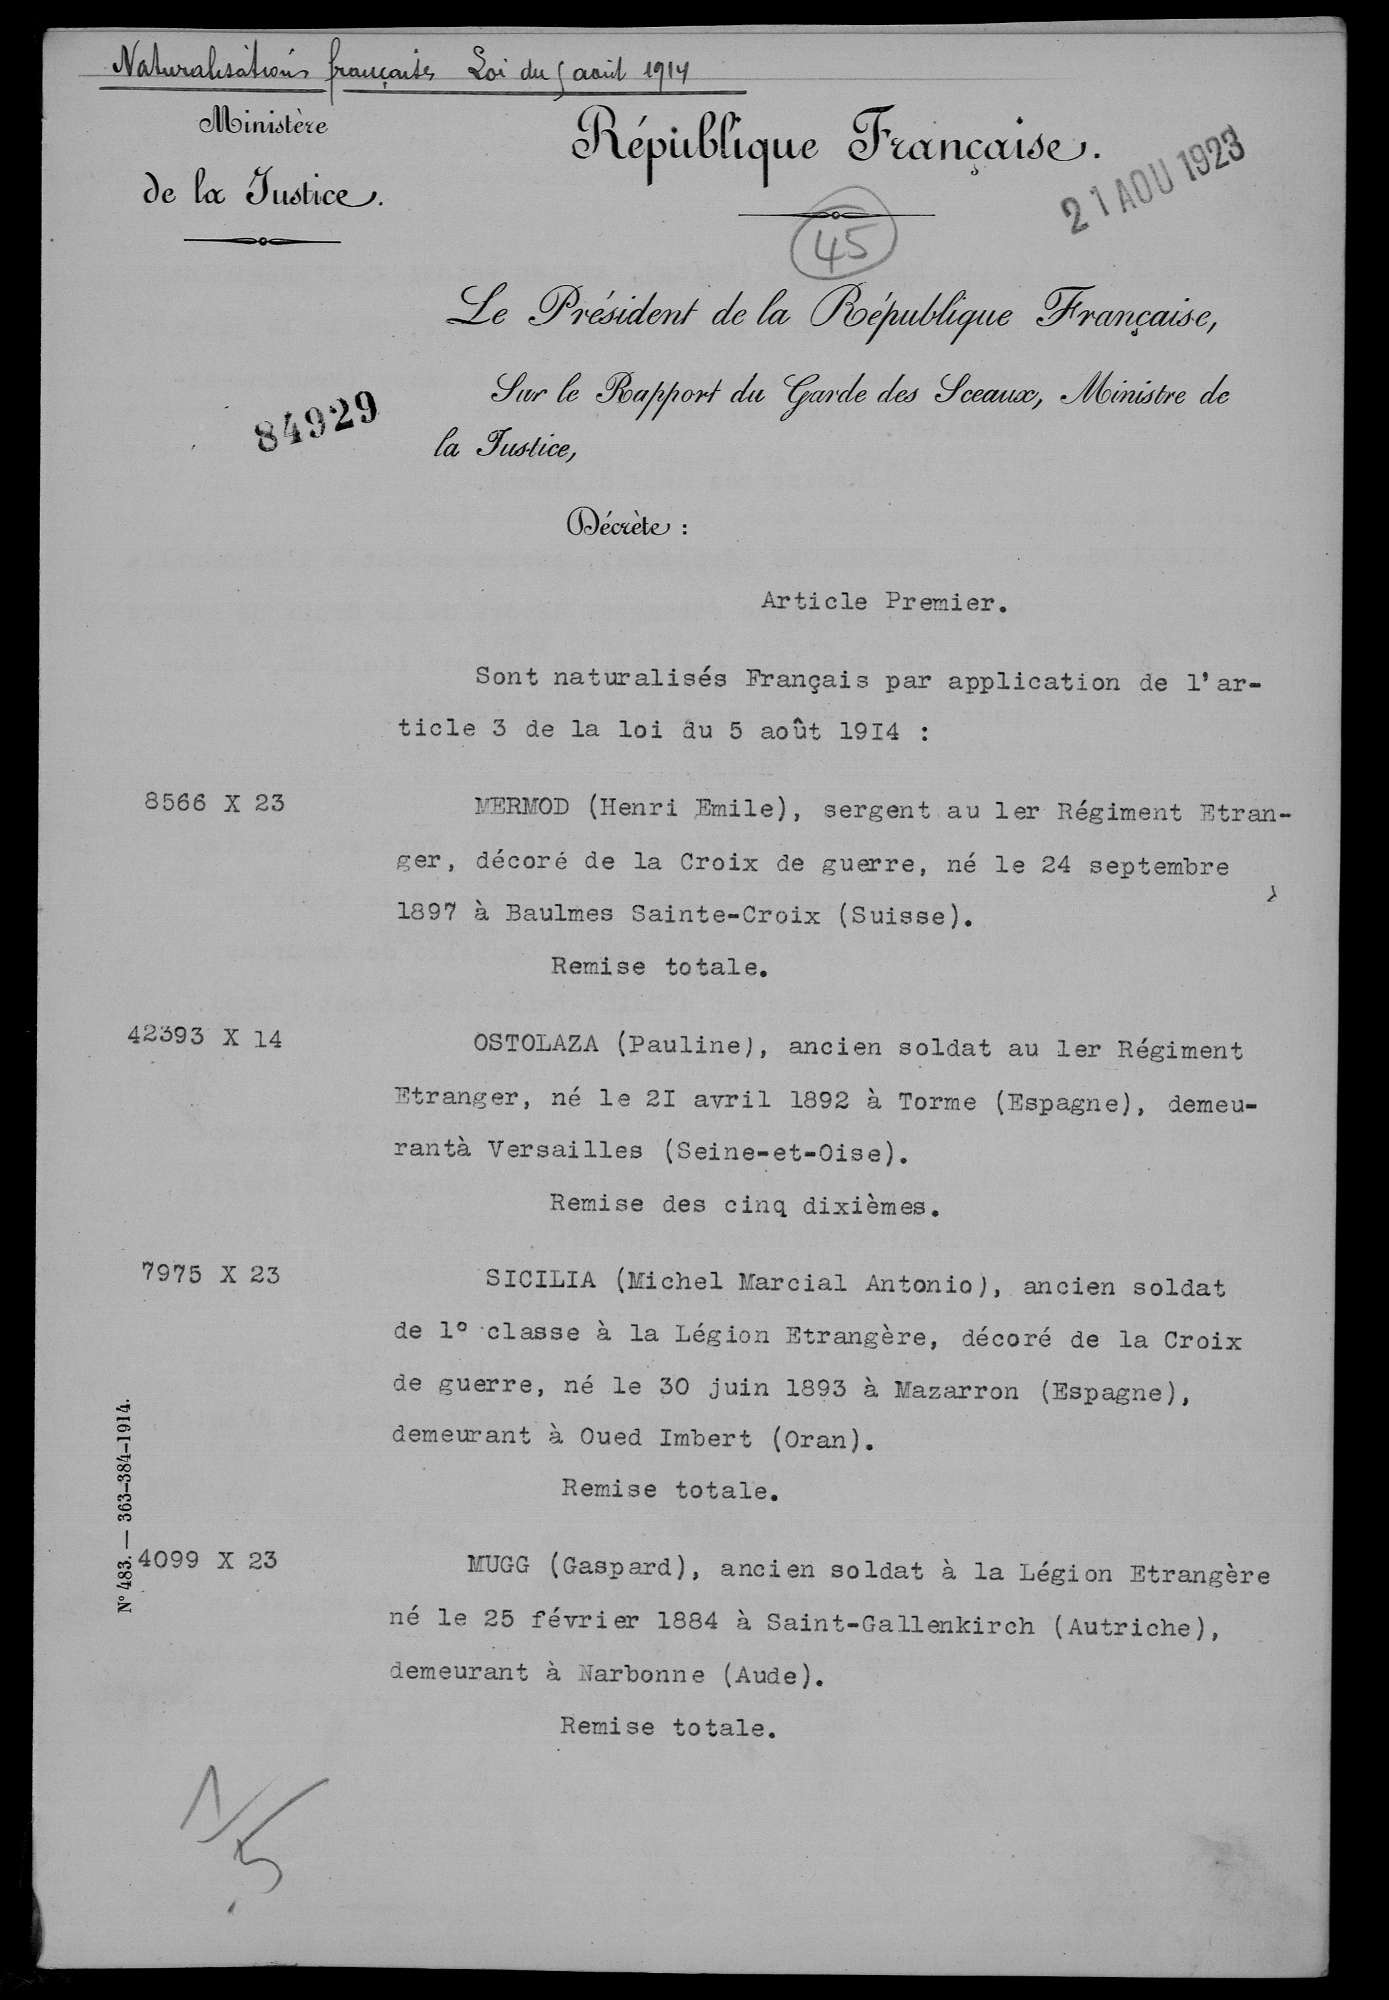 Naturalisations françaises Loi du 5 août 1914
Ministère
de la Justice.
République Française.
21 AOU 1923
45
Le Président de la République Française,
Sur le Rapport du Garde des Sceaux, Ministre de
la Justice,
84929
Décrète :
Article Premier.
Sont naturalisés Français par application de l'ar-
ticle 3 de la loi du 5 août 19I4 :
8566 X 23
MERMOD (Henri Emile), sergent au 1er Régiment Etran-
ger, décoré de la Croix de guerre, né le 24 septembre
1897 à Baulmes Sainte-Croix (Suisse).
Remise totale.
42393 X 14
OSTOLAZA (Pauline), ancien soldat au 1er Régiment
Etranger, né le 2I avril 1892 à Torme (Espagne), demeu-
rantà Versailles (Seine-et-Oise).
Remise des cinq dixièmes.
7975 X 23
SICILIA (Michel Marcial Antonio), ancien soldat
de 1° classe à la Légion Etrangère, décoré de la Croix
de guerre, né le 30 juin 1893 à Mazarron (Espagne),
demeurant à Oued Imbert (Oran).
Remise totale.
4099 X 23
MUGG (Gaspard), ancien soldat à la Légion Etrangère
né le 25 février 1884 à Saint-Gallenkirch (Autriche),
demeurant à Narbonne (Aude).
Remise totale.
N° 483. — 363-384-1914.
1/5